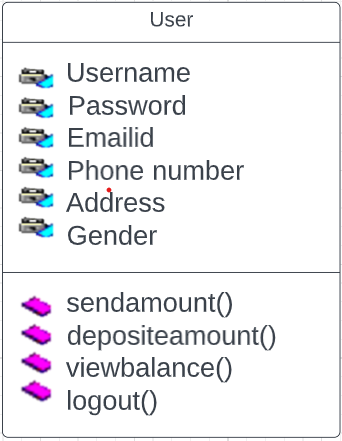 User
Username
Password
Emailid
Phone number
Address
Gender
sendamount()
depositeamount()
viewbalance()
logout()